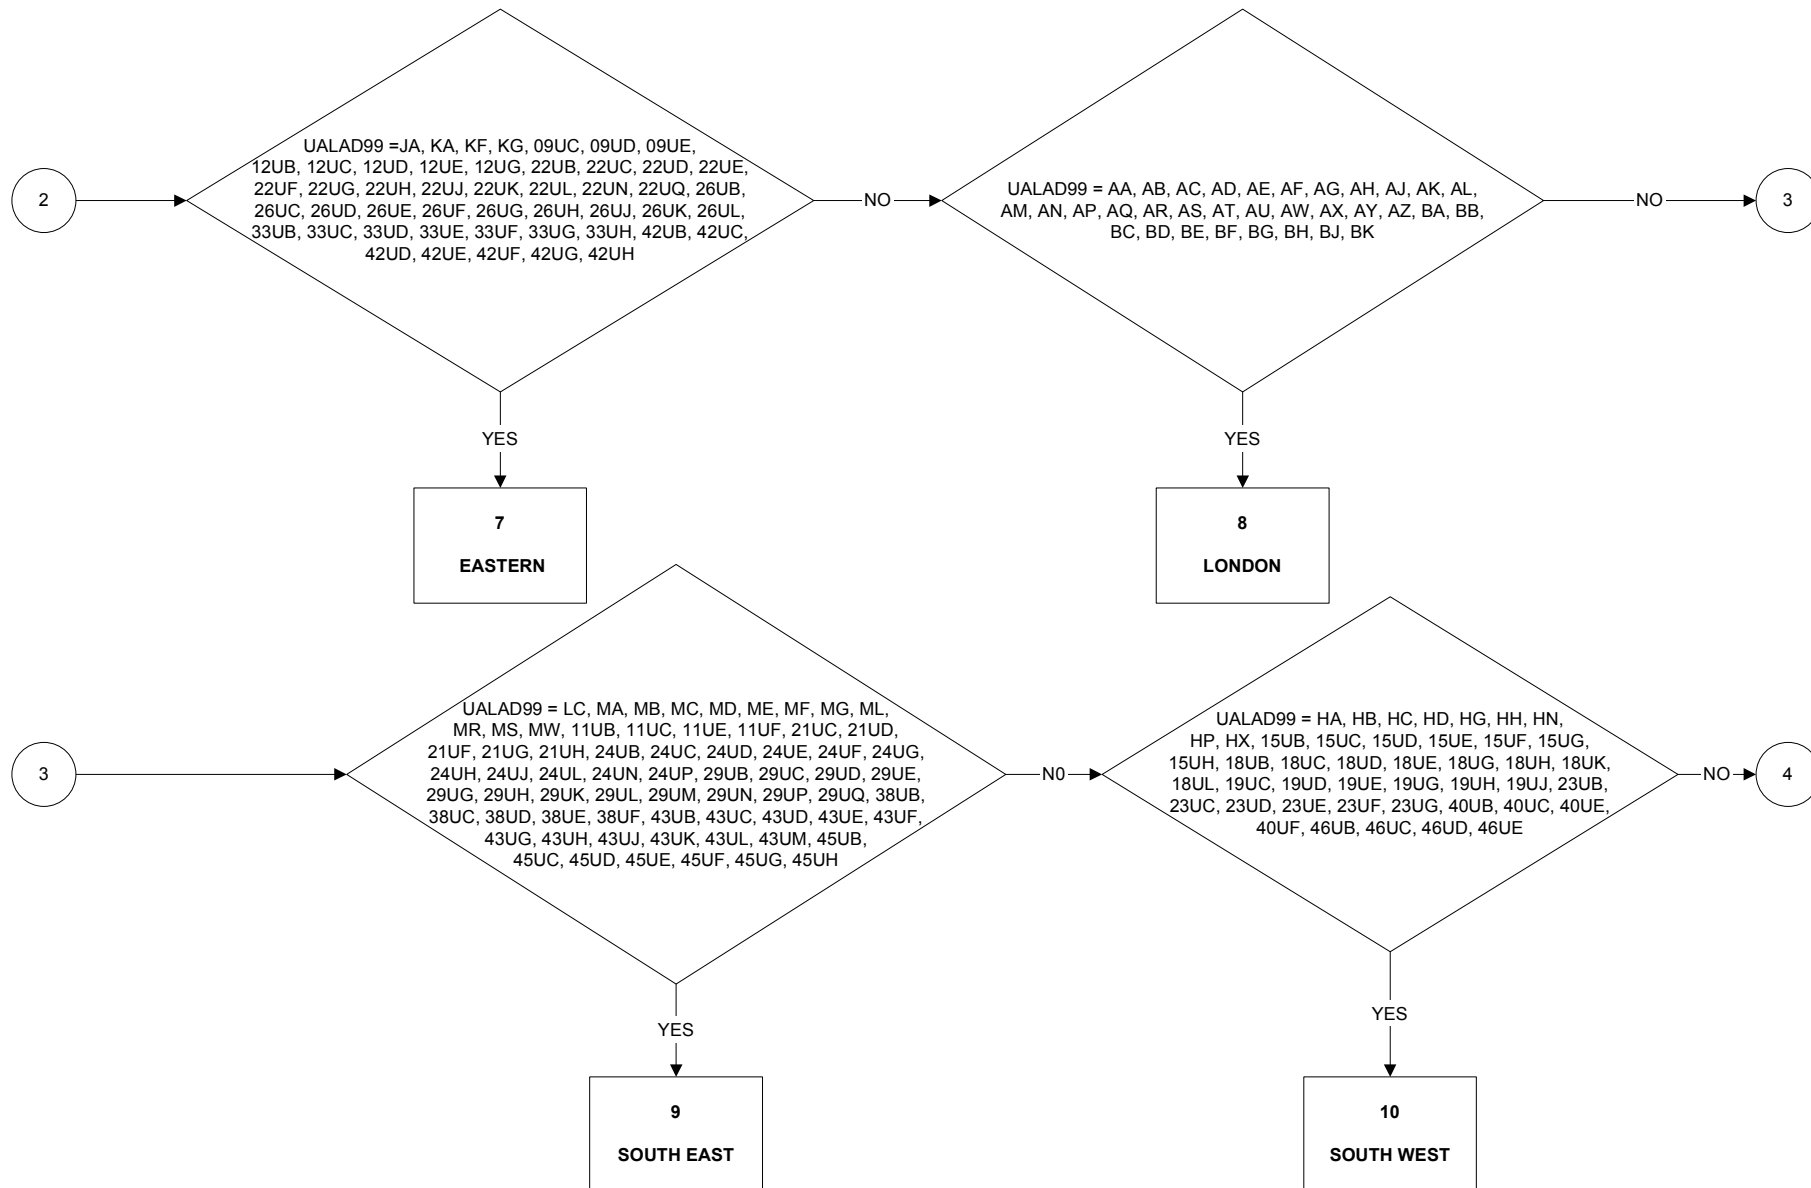 2
UALAD99 =JA, KA, KF, KG, 09UC, 09UD, 09UE,
12UB, 12UC, 12UD, 12UE, 12UG, 22UB, 22UC, 22UD, 22UE,
22UF, 22UG, 22UH, 22UJ, 22UK, 22UL, 22UN, 22UQ, 26UB,
26UC, 26UD, 26UE, 26UF, 26UG, 26UH, 26UJ, 26UK, 26UL,
33UB, 33UC, 33UD, 33UE, 33UF, 33UG, 33UH, 42UB, 42UC,
42UD, 42UE, 42UF, 42UG, 42UH
NO
UALAD99 = AA, AB, AC, AD, AE, AF, AG, AH, AJ, AK, AL,
AM, AN, AP, AQ, AR, AS, AT, AU, AW, AX, AY, AZ, BA, BB,
BC, BD, BE, BF, BG, BH, BJ, BK
NO
3
YES
YES
7
EASTERN
8
LONDON
3
UALAD99 = LC, MA, MB, MC, MD, ME, MF, MG, ML,
MR, MS, MW, 11UB, 11UC, 11UE, 11UF, 21UC, 21UD,
21UF, 21UG, 21UH, 24UB, 24UC, 24UD, 24UE, 24UF, 24UG,
24UH, 24UJ, 24UL, 24UN, 24UP, 29UB, 29UC, 29UD, 29UE,
29UG, 29UH, 29UK, 29UL, 29UM, 29UN, 29UP, 29UQ, 38UB,
38UC, 38UD, 38UE, 38UF, 43UB, 43UC, 43UD, 43UE, 43UF,
43UG, 43UH, 43UJ, 43UK, 43UL, 43UM, 45UB,
45UC, 45UD, 45UE, 45UF, 45UG, 45UH
N0
UALAD99 = HA, HB, HC, HD, HG, HH, HN,
HP, HX, 15UB, 15UC, 15UD, 15UE, 15UF, 15UG,
15UH, 18UB, 18UC, 18UD, 18UE, 18UG, 18UH, 18UK,
18UL, 19UC, 19UD, 19UE, 19UG, 19UH, 19UJ, 23UB,
23UC, 23UD, 23UE, 23UF, 23UG, 40UB, 40UC, 40UE,
40UF, 46UB, 46UC, 46UD, 46UE
NO
4
YES
YES
9
SOUTH EAST
10
SOUTH WEST